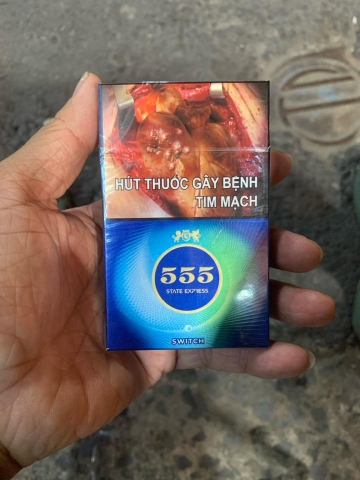 HÚT THUỐC GÂY BỆNH
TIM MẠCH
555
STATE EXPRESS
SWITCH